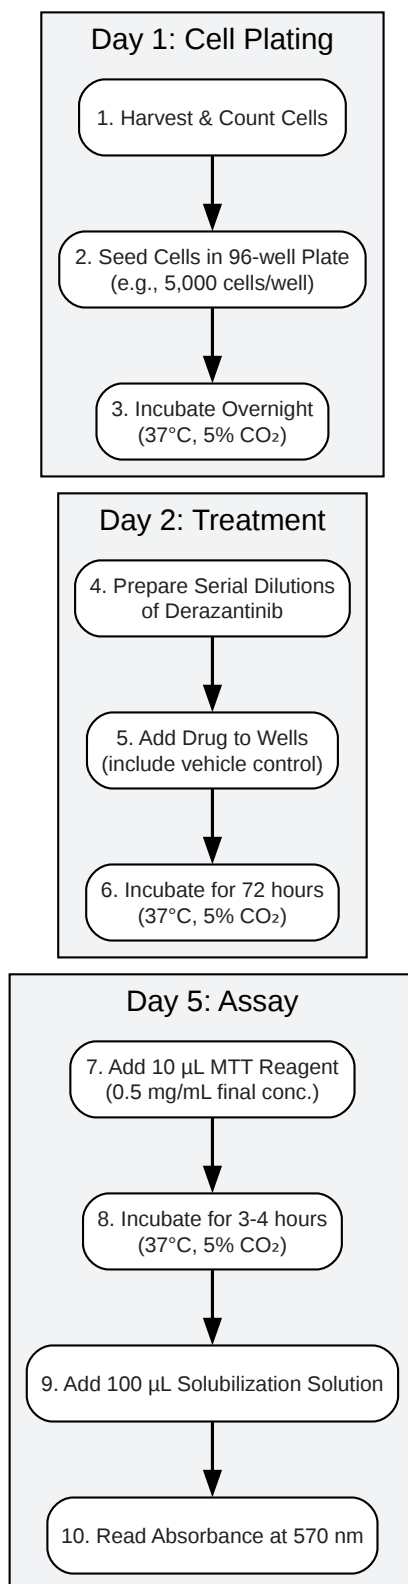 Day 1: Cell Plating
1. Harvest & Count Cells
2. Seed Cells in 96-well Plate
(e.g., 5,000 cells/well)
3. Incubate Overnight
(37°C, 5% CO₂)
Day 2: Treatment
4. Prepare Serial Dilutions
of Derazantinib
5. Add Drug to Wells
(include vehicle control)
6. Incubate for 72 hours
(37°C, 5% CO₂)
Day 5: Assay
7. Add 10 µL MTT Reagent
(0.5 mg/mL final conc.)
8. Incubate for 3-4 hours
(37°C, 5% CO₂)
9. Add 100 µL Solubilization Solution
10. Read Absorbance at 570 nm